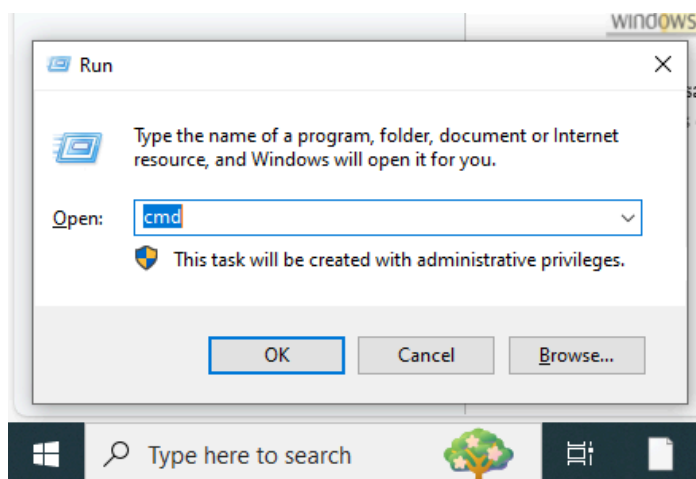 windows
Run
Type the name of a program, folder, document or Internet
resource, and Windows will open it for you.
Open:
cmd
This task will be created with administrative privileges.
OK
Cancel
Browse...
Type here to search